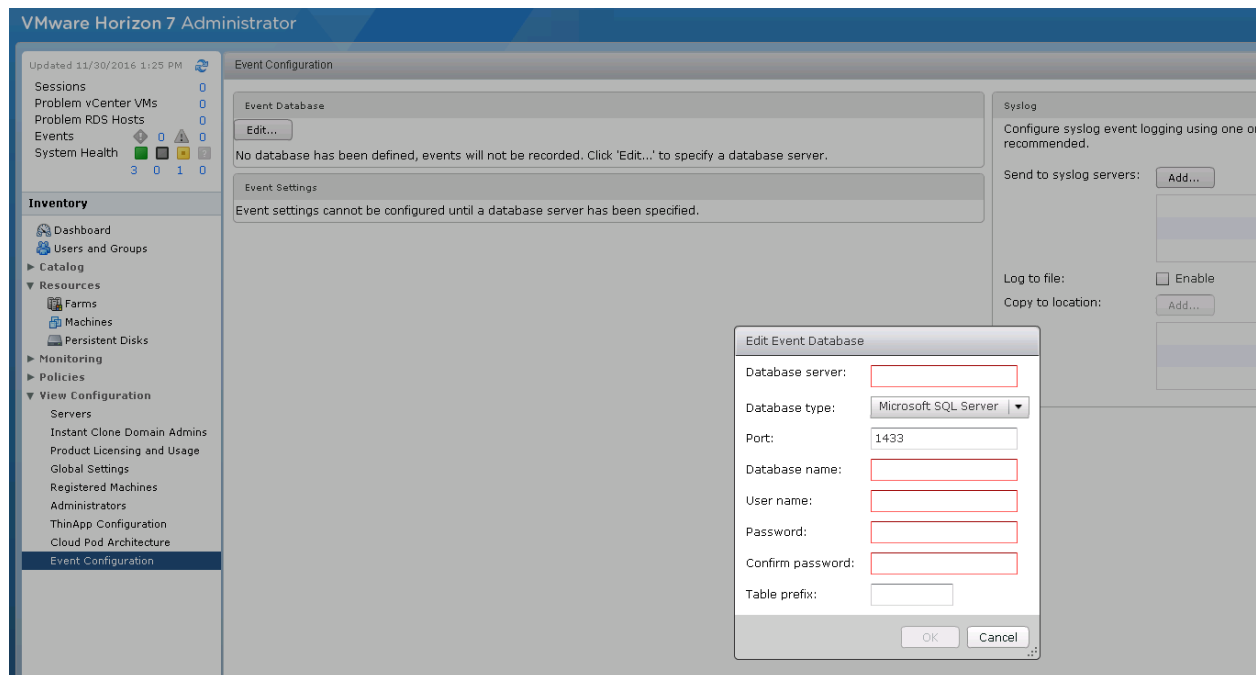 VMware Horizon 7 Administrator
Updated 11/30/2016 1:25 PM
Sessions 0
Problem vCenter VMs 0
Problem RDS Hosts 0
Events 0 0
System Health
3 0 1 0
Inventory
Dashboard
Users and Groups
Catalog
Resources
Farms
Machines
Persistent Disks
Monitoring
Policies
View Configuration
Servers
Instant Clone Domain Admins
Product Licensing and Usage
Global Settings
Registered Machines
Administrators
ThinApp Configuration
Cloud Pod Architecture
Event Configuration
Event Configuration
Event Database
Edit...
No database has been defined, events will not be recorded. Click 'Edit...' to specify a database server.
Event Settings
Event settings cannot be configured until a database server has been specified.
Syslog
Configure syslog event logging using one o
recommended.
Send to syslog servers: Add...
Log to file: Enable
Copy to location: Add...
Edit Event Database
Database server:
Database type: Microsoft SQL Server
Port: 1433
Database name:
User name:
Password:
Confirm password:
Table prefix:
OK Cancel